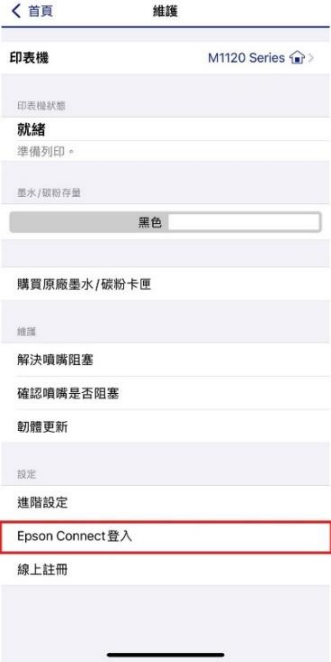 首頁
維護
印表機
M1120 Series
印表機狀態
就緒
準備列印。
墨水/碳粉存量
黑色
購買原廠墨水/碳粉卡匣
維護
解決噴嘴阻塞
確認噴嘴是否阻塞
韌體更新
設定
進階設定
Epson Connect登入
線上註冊